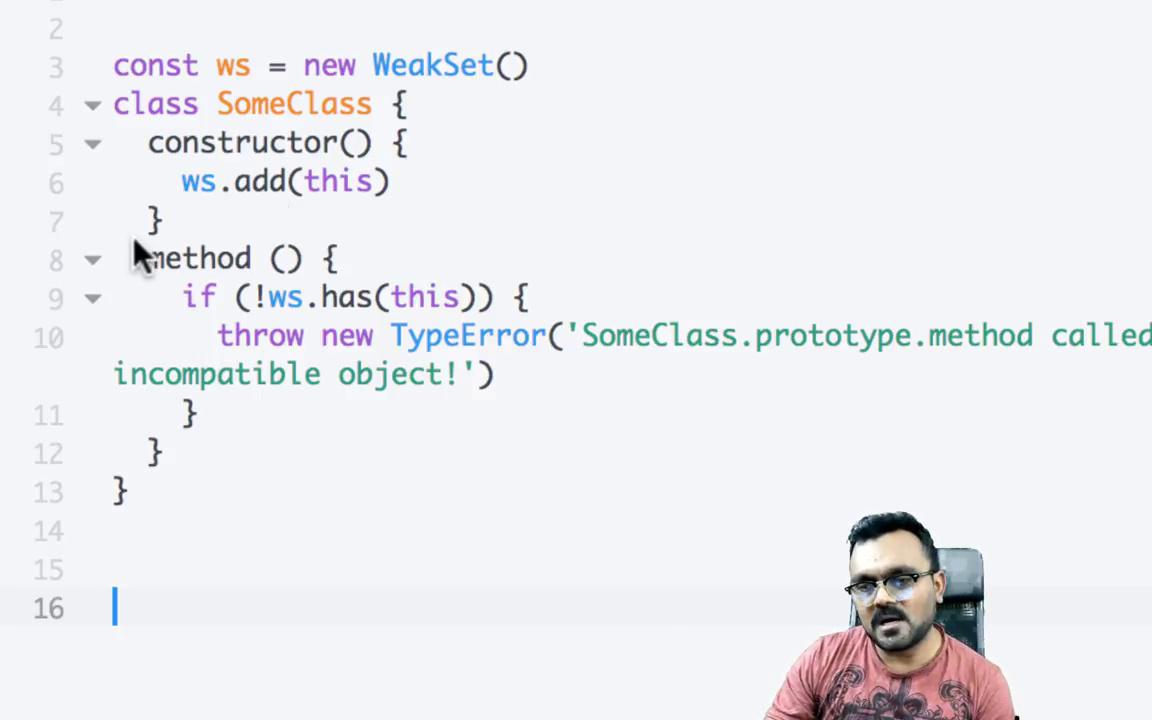 2
3 const ws = new WeakSet()
4 class SomeClass {
5 constructor() {
6 ws.add(this)
7 }
8 method () {
9 if (!ws.has(this)) {
10 throw new TypeError('SomeClass.prototype.method called
incompatible object!')
11 }
12 }
13 }
14
15
16